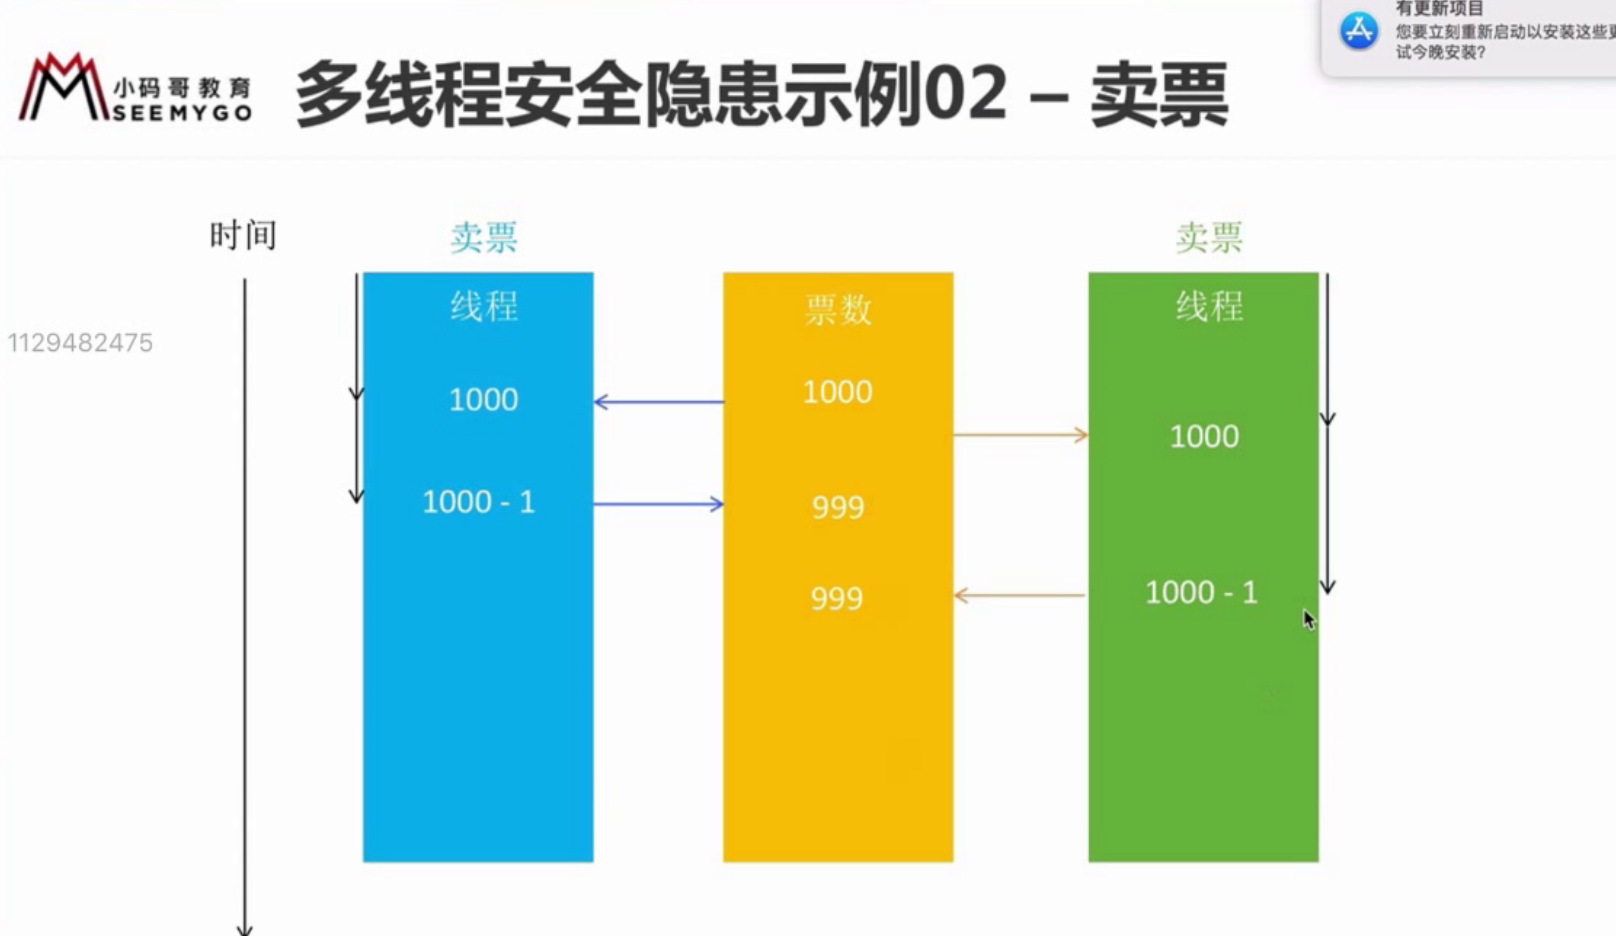 有更新项目
您要立刻重新启动以安装这些更
试今晚安装?
小码哥教育
SEEMYGO
多线程安全隐患示例02 – 卖票
时间
卖票
卖票
线程
票数
线程
1129482475
1000
1000
1000
1000 - 1
999
999
1000 - 1